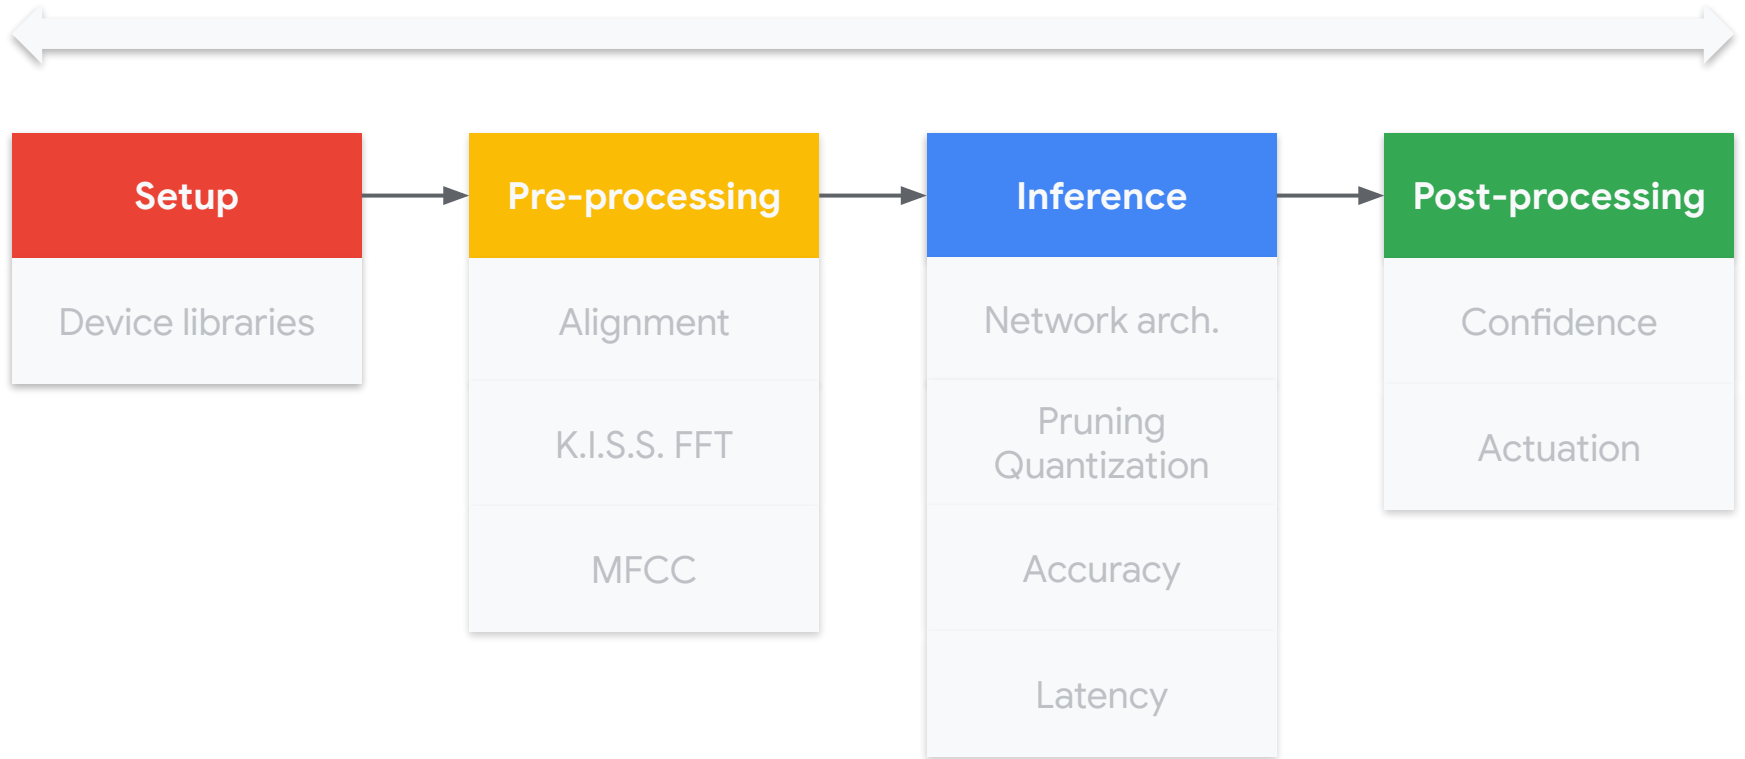 Setup
Device libraries
Pre-processing
Alignment
K.I.S.S. FFT
MFCC
Inference
Network arch.
Pruning
Quantization
Accuracy
Latency
Post-processing
Confidence
Actuation